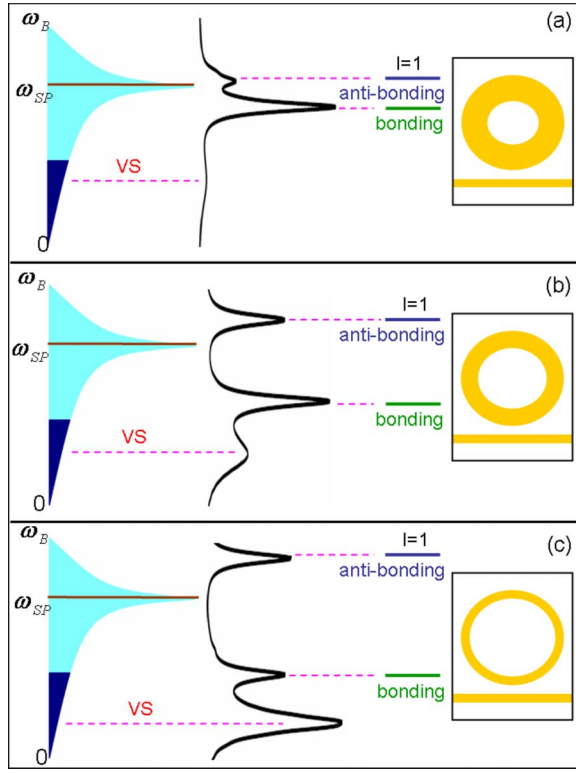 ω_B
(a)
l=1
ω_SP
anti-bonding
bonding
VS
0
ω_B
(b)
l=1
ω_SP
anti-bonding
bonding
VS
0
ω_B
(c)
l=1
anti-bonding
ω_SP
bonding
VS
0